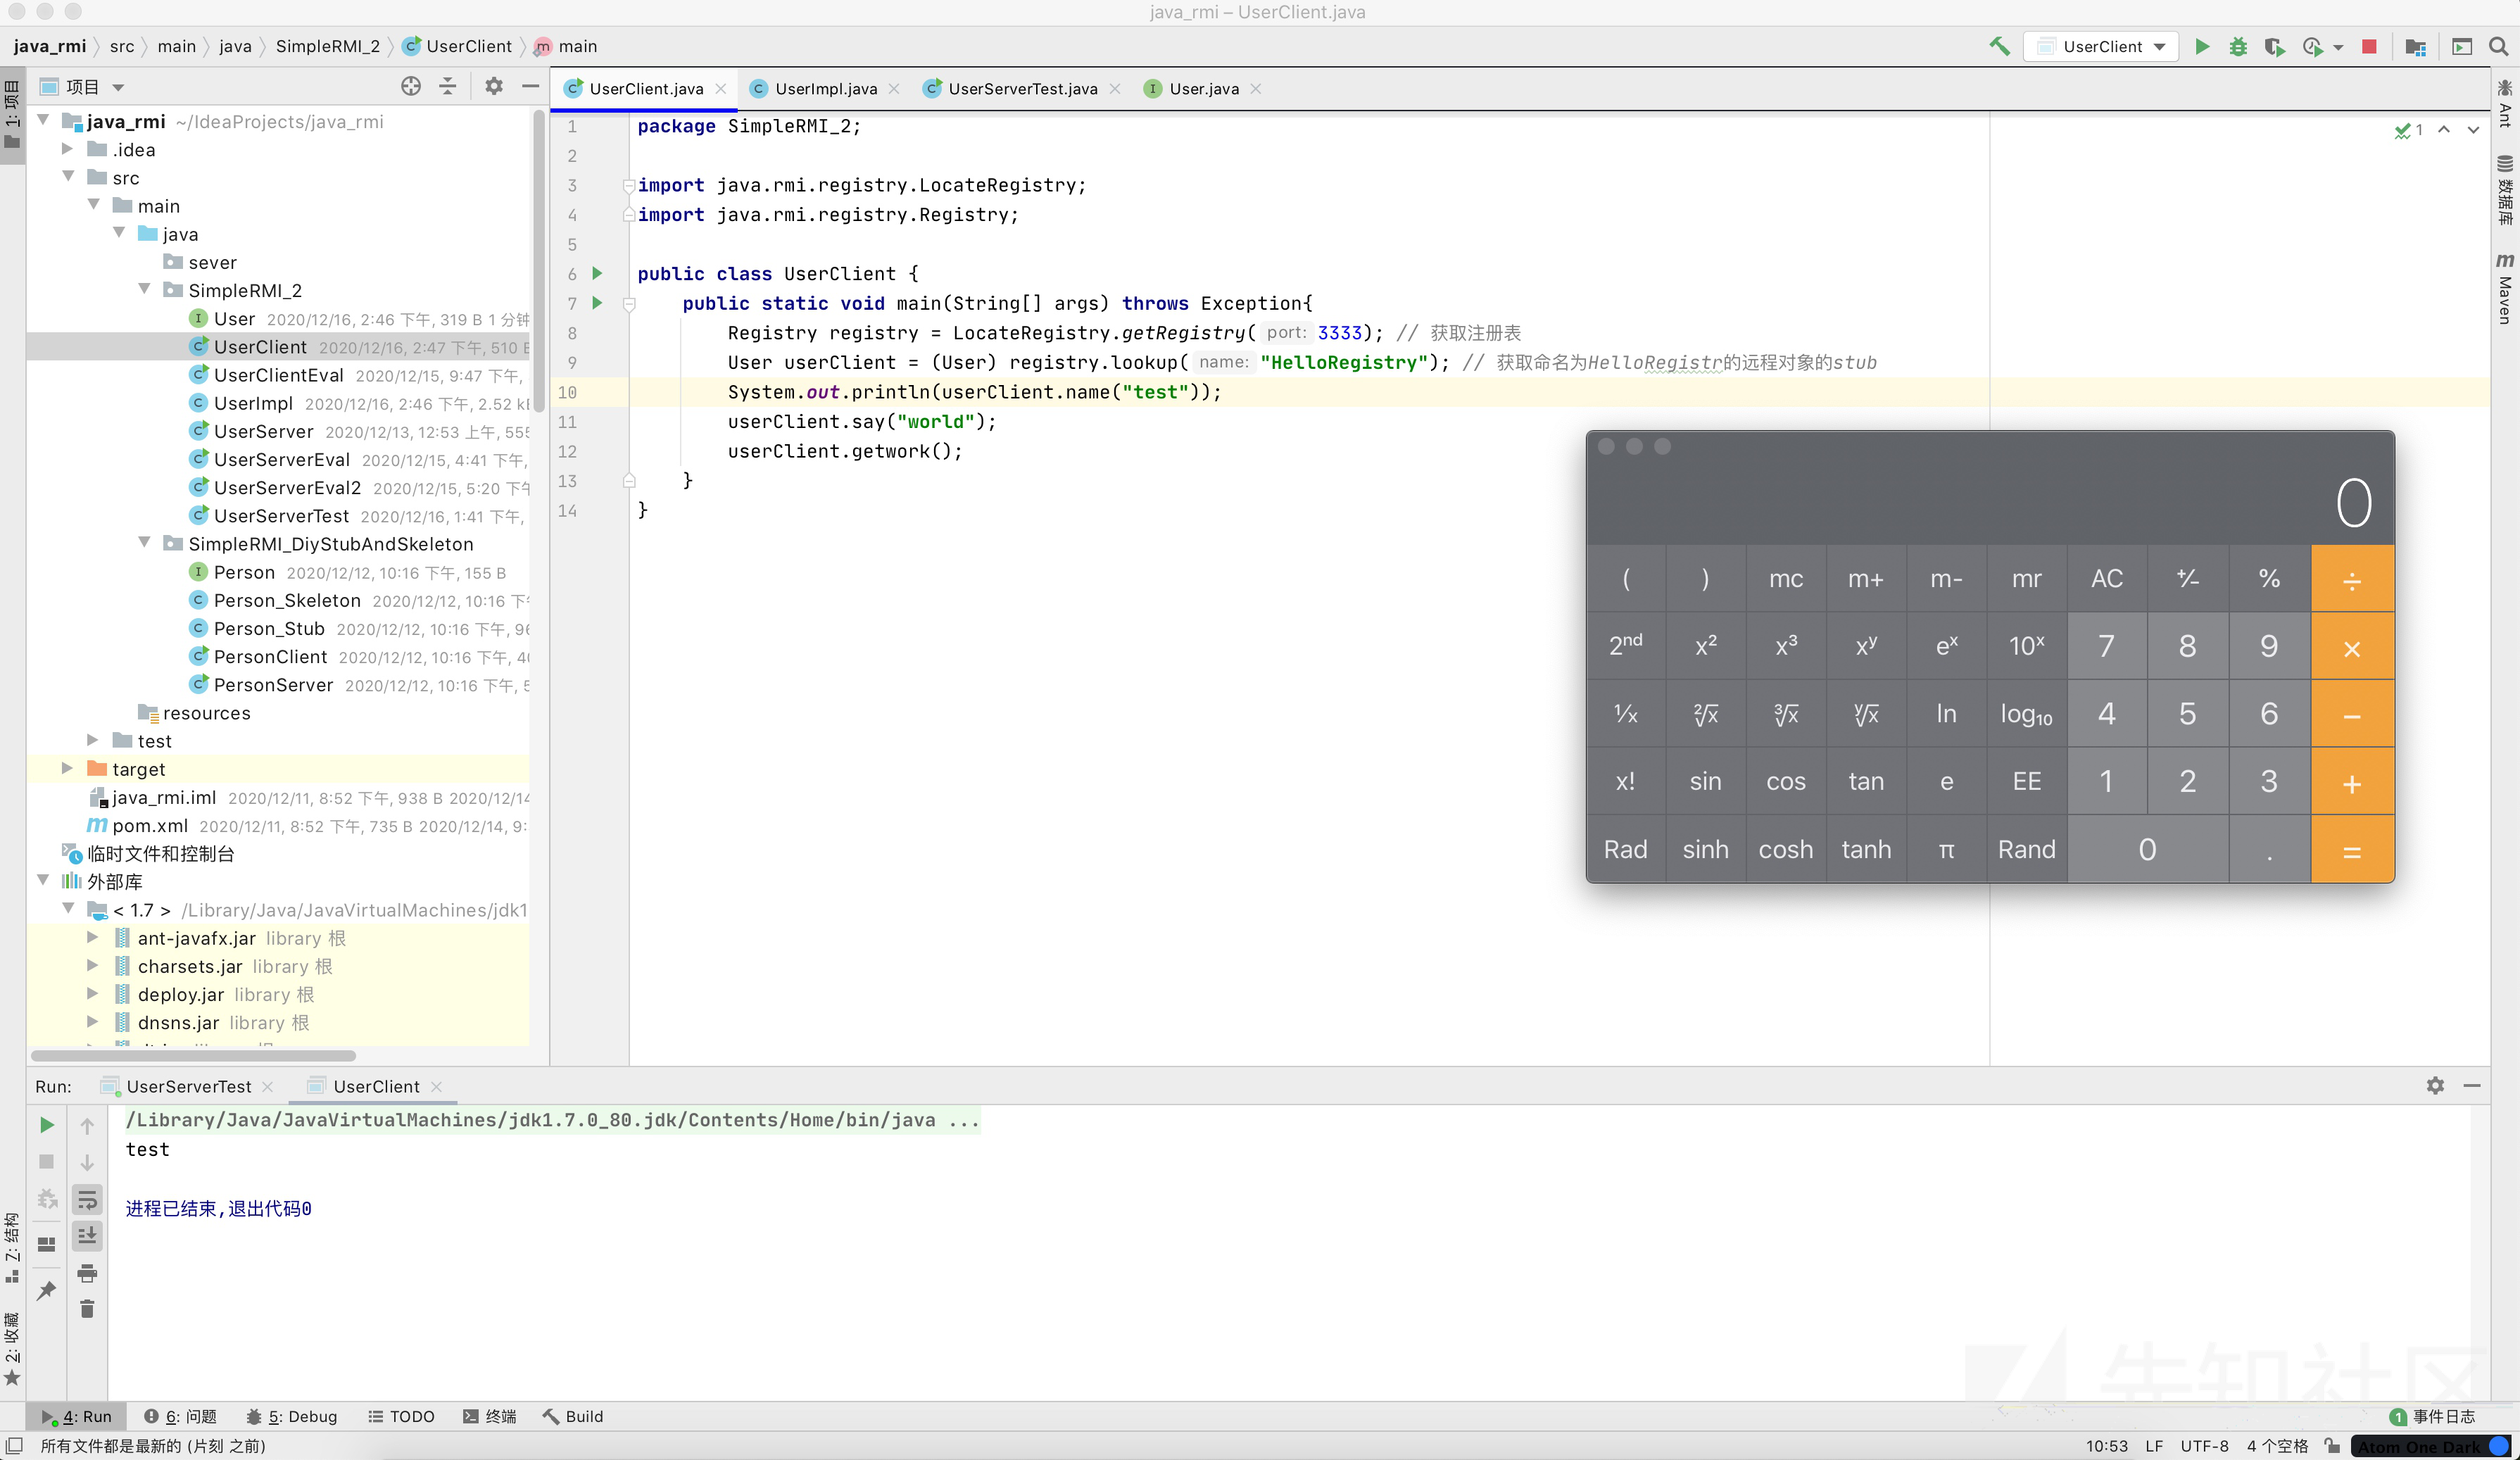 java_rmi – UserClient.java
java_rmi src main java SimpleRMI_2 UserClient main
UserClient
1: 项目
项目
UserClient.java UserImpl.java UserServerTest.java User.java
java_rmi ~/IdeaProjects/java_rmi
.idea
src
main
java
sever
SimpleRMI_2
User 2020/12/16, 2:46 下午, 319 B 1 分钟
UserClient 2020/12/16, 2:47 下午, 510 B
UserClientEval 2020/12/15, 9:47 下午,
UserImpl 2020/12/16, 2:46 下午, 2.52 kB
UserServer 2020/12/13, 12:53 上午, 555
UserServerEval 2020/12/15, 4:41 下午,
UserServerEval2 2020/12/15, 5:20 下午
UserServerTest 2020/12/16, 1:41 下午,
SimpleRMI_DiyStubAndSkeleton
Person 2020/12/12, 10:16 下午, 155 B
Person_Skeleton 2020/12/12, 10:16 下午
Person_Stub 2020/12/12, 10:16 下午, 96
PersonClient 2020/12/12, 10:16 下午, 40
PersonServer 2020/12/12, 10:16 下午, 5
resources
test
target
java_rmi.iml 2020/12/11, 8:52 下午, 938 B 2020/12/14
pom.xml 2020/12/11, 8:52 下午, 735 B 2020/12/14, 9:
临时文件和控制台
外部库
< 1.7 > /Library/Java/JavaVirtualMachines/jdk1
ant-javafx.jar library 根
charsets.jar library 根
deploy.jar library 根
dnsns.jar library 根
1 package SimpleRMI_2;
2
3 import java.rmi.registry.LocateRegistry;
4 import java.rmi.registry.Registry;
5
6 public class UserClient {
7 public static void main(String[] args) throws Exception{
8 Registry registry = LocateRegistry.getRegistry( port: 3333); // 获取注册表
9 User userClient = (User) registry.lookup( name: "HelloRegistry"); // 获取命名为HelloRegistr的远程对象的stub
10 System.out.println(userClient.name("test"));
11 userClient.say("world");
12 userClient.getwork();
13 }
14 }
1
Ant
数据库
Maven
0
( ) mc m+ m- mr AC +⁄- % ÷
2nd x² x³ xʸ eˣ 10ˣ 7 8 9 ×
1⁄x ²√x ³√x ʸ√x ln log₁₀ 4 5 6 −
x! sin cos tan e EE 1 2 3 +
Rad sinh cosh tanh π Rand 0 . =
Run: UserServerTest UserClient
/Library/Java/JavaVirtualMachines/jdk1.7.0_80.jdk/Contents/Home/bin/java ...
test
进程已结束,退出代码0
7: 结构
2: 收藏
先知社区
4: Run 6: 问题 5: Debug TODO 终端 Build 1 事件日志
所有文件都是最新的 (片刻 之前) 10:53 LF UTF-8 4 个空格 Atom One Dark